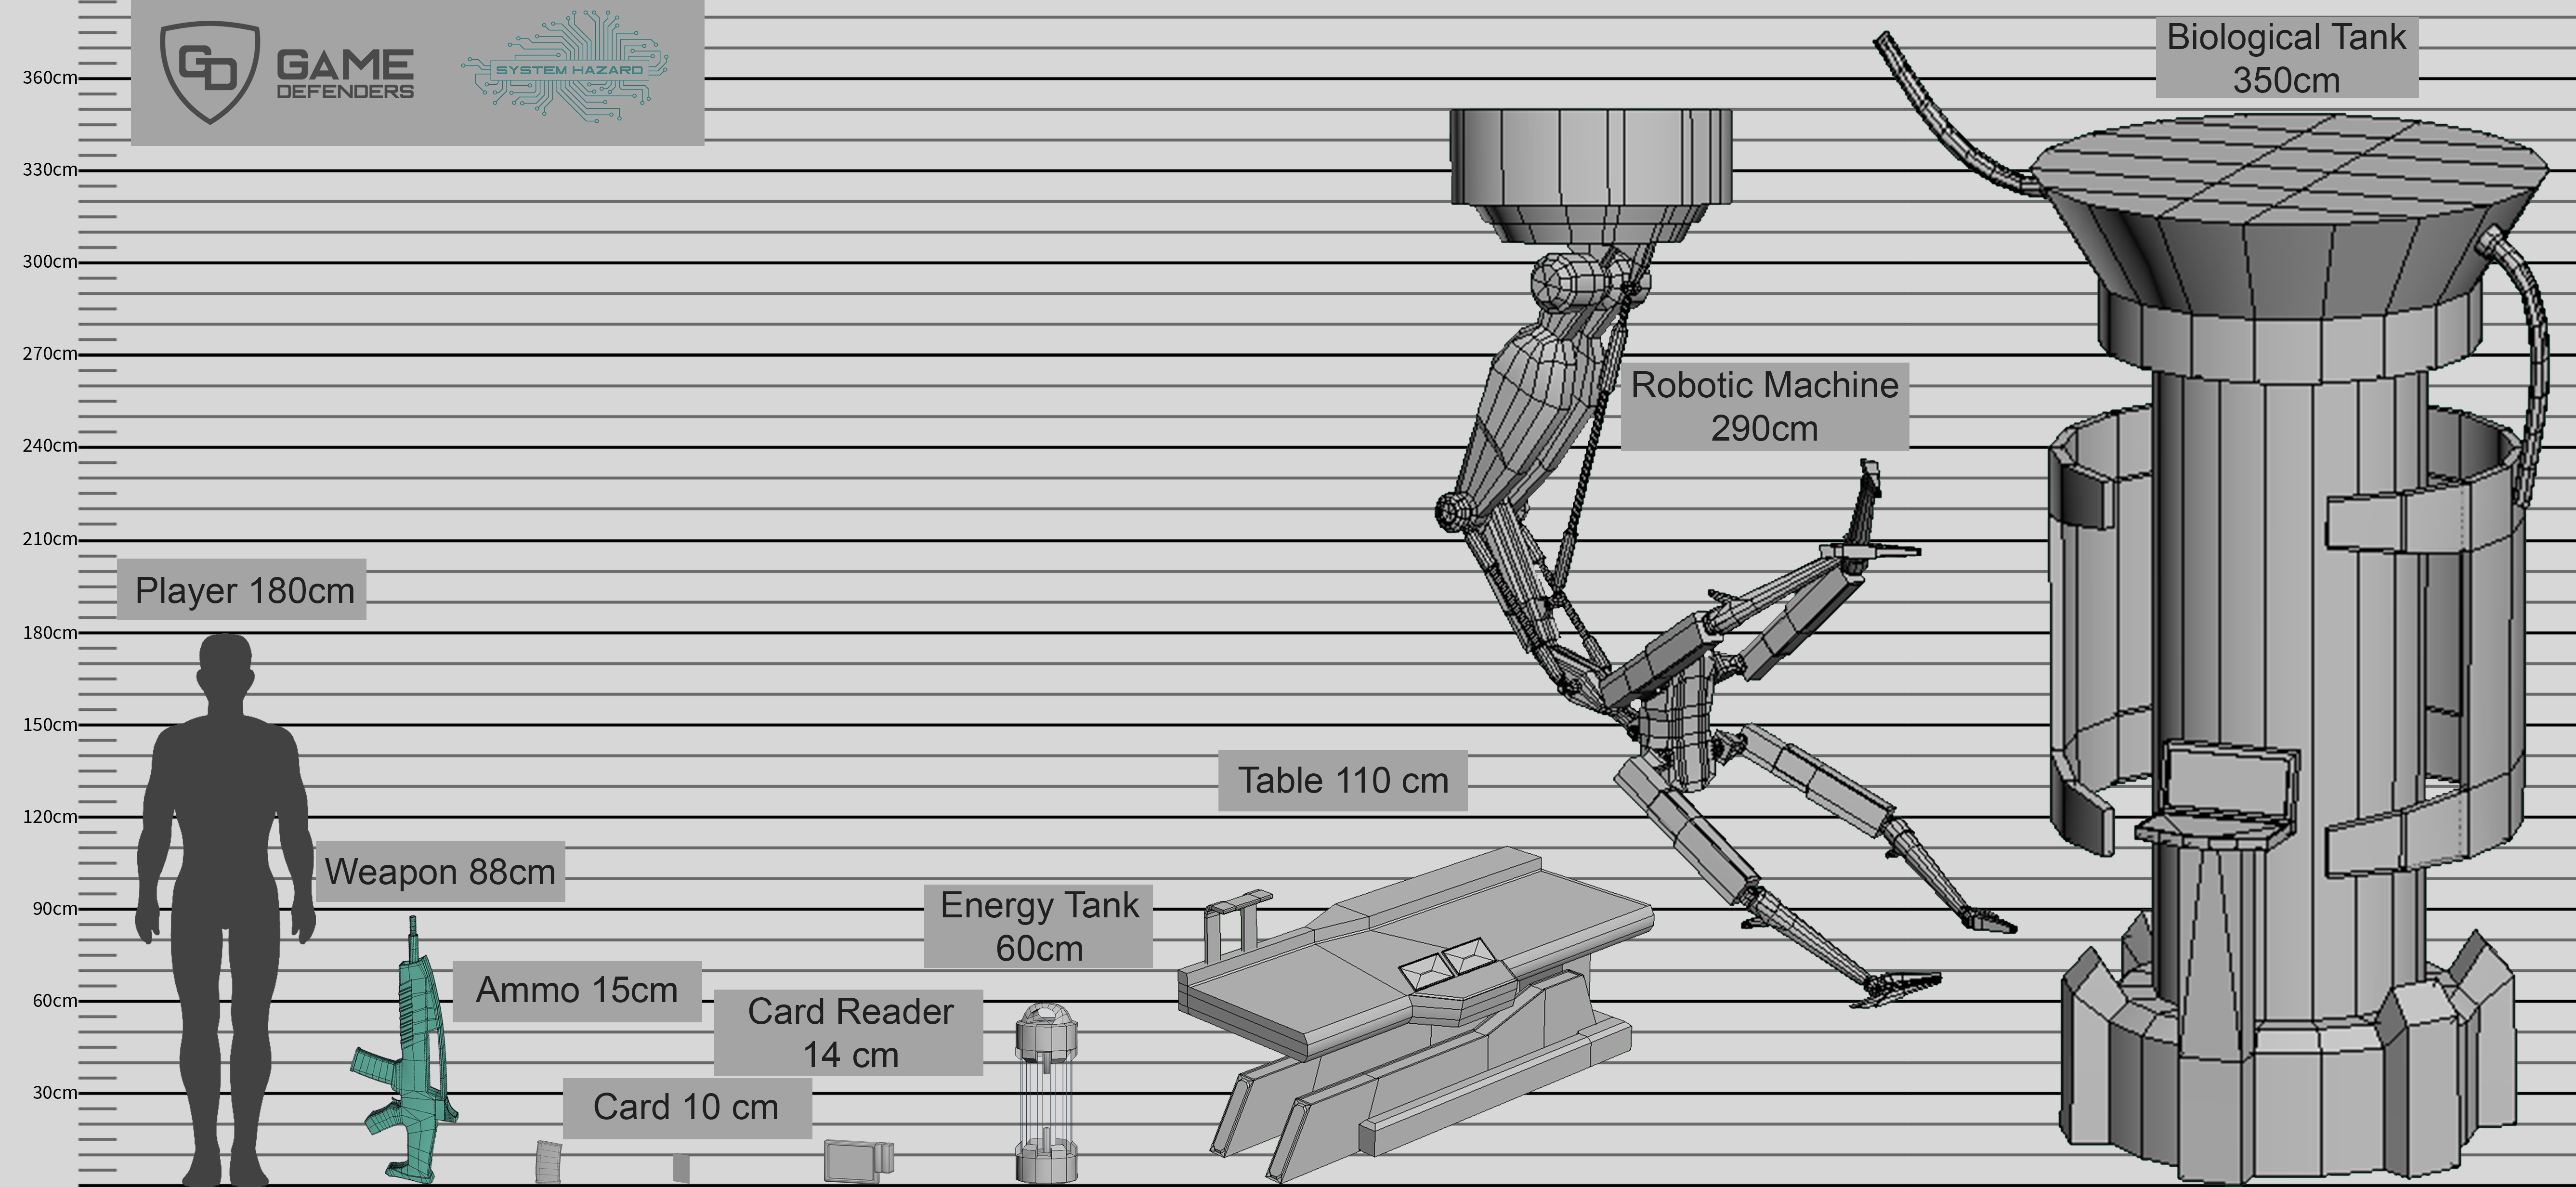 GD
GAME
DEFENDERS
SYSTEM HAZARD
Biological Tank
350cm
360cm
330cm
300cm
270cm
240cm
210cm
180cm
150cm
120cm
90cm
60cm
30cm
Robotic Machine
290cm
Player 180cm
Table 110 cm
Weapon 88cm
Energy Tank
60cm
Ammo 15cm
Card Reader
14 cm
Card 10 cm